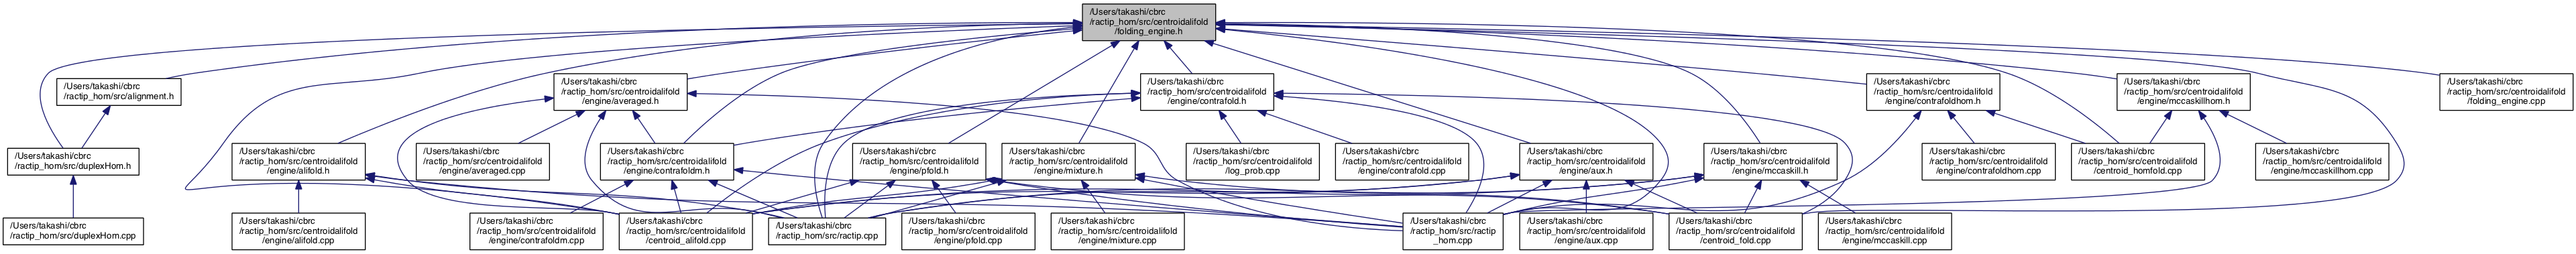 /Users/takashi/cbrc
/ractip_hom/src/centroidalifold
/folding_engine.h
/Users/takashi/cbrc
/ractip_hom/src/alignment.h
/Users/takashi/cbrc
/ractip_hom/src/centroidalifold
/engine/averaged.h
/Users/takashi/cbrc
/ractip_hom/src/centroidalifold
/engine/contrafold.h
/Users/takashi/cbrc
/ractip_hom/src/centroidalifold
/engine/contrafoldhom.h
/Users/takashi/cbrc
/ractip_hom/src/centroidalifold
/engine/mccaskillhom.h
/Users/takashi/cbrc
/ractip_hom/src/centroidalifold
/folding_engine.cpp
/Users/takashi/cbrc
/ractip_hom/src/duplexHom.h
/Users/takashi/cbrc
/ractip_hom/src/centroidalifold
/engine/alifold.h
/Users/takashi/cbrc
/ractip_hom/src/centroidalifold
/engine/averaged.cpp
/Users/takashi/cbrc
/ractip_hom/src/centroidalifold
/engine/contrafoldm.h
/Users/takashi/cbrc
/ractip_hom/src/centroidalifold
/engine/pfold.h
/Users/takashi/cbrc
/ractip_hom/src/centroidalifold
/engine/mixture.h
/Users/takashi/cbrc
/ractip_hom/src/centroidalifold
/log_prob.cpp
/Users/takashi/cbrc
/ractip_hom/src/centroidalifold
/engine/contrafold.cpp
/Users/takashi/cbrc
/ractip_hom/src/centroidalifold
/engine/aux.h
/Users/takashi/cbrc
/ractip_hom/src/centroidalifold
/engine/mccaskill.h
/Users/takashi/cbrc
/ractip_hom/src/centroidalifold
/engine/contrafoldhom.cpp
/Users/takashi/cbrc
/ractip_hom/src/centroidalifold
/centroid_homfold.cpp
/Users/takashi/cbrc
/ractip_hom/src/centroidalifold
/engine/mccaskillhom.cpp
/Users/takashi/cbrc
/ractip_hom/src/duplexHom.cpp
/Users/takashi/cbrc
/ractip_hom/src/centroidalifold
/engine/alifold.cpp
/Users/takashi/cbrc
/ractip_hom/src/centroidalifold
/engine/contrafoldm.cpp
/Users/takashi/cbrc
/ractip_hom/src/centroidalifold
/centroid_alifold.cpp
/Users/takashi/cbrc
/ractip_hom/src/ractip.cpp
/Users/takashi/cbrc
/ractip_hom/src/centroidalifold
/engine/pfold.cpp
/Users/takashi/cbrc
/ractip_hom/src/centroidalifold
/engine/mixture.cpp
/Users/takashi/cbrc
/ractip_hom/src/ractip
_hom.cpp
/Users/takashi/cbrc
/ractip_hom/src/centroidalifold
/engine/aux.cpp
/Users/takashi/cbrc
/ractip_hom/src/centroidalifold
/centroid_fold.cpp
/Users/takashi/cbrc
/ractip_hom/src/centroidalifold
/engine/mccaskill.cpp